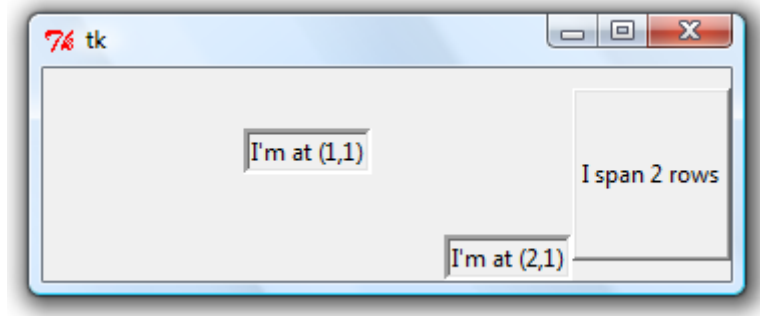 tk
I'm at (1,1)
I span 2 rows
I'm at (2,1)